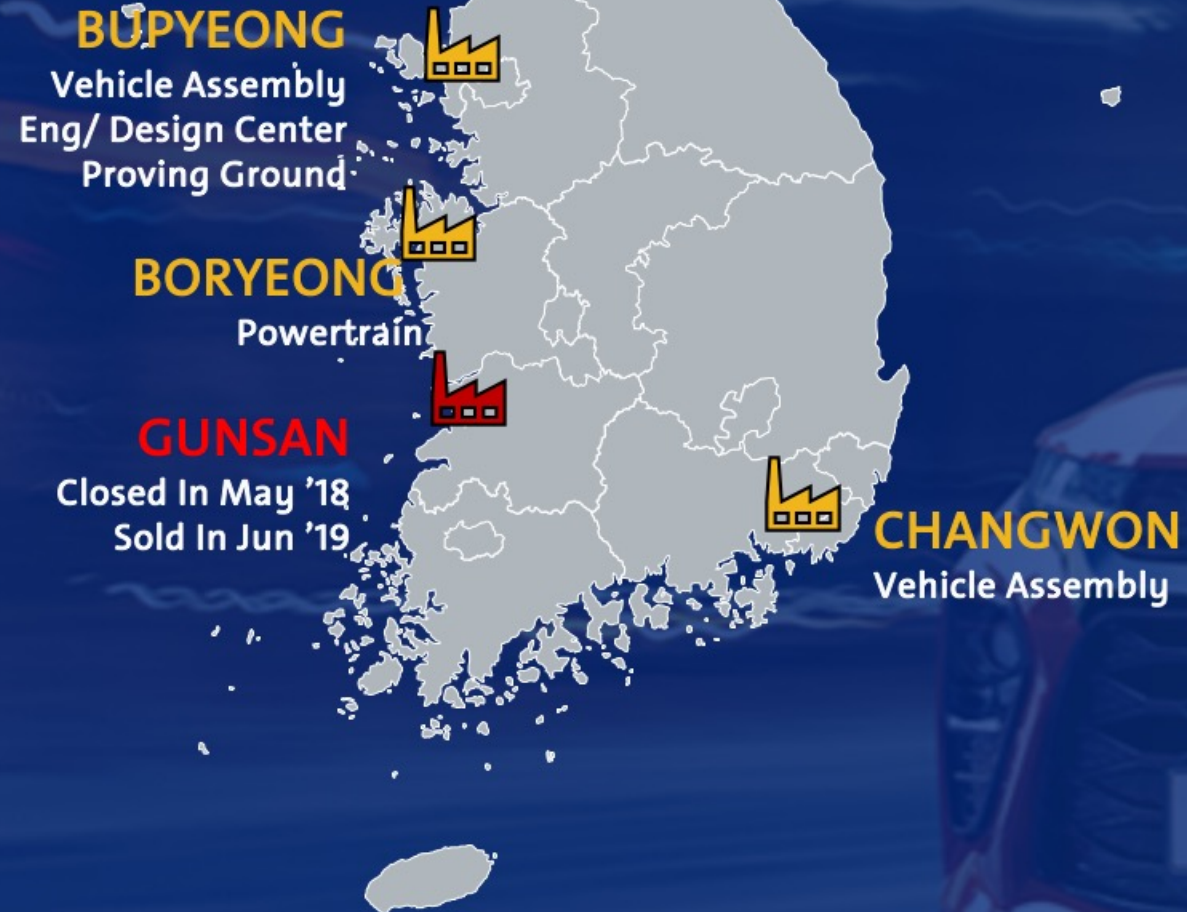 BUPYEONG
Vehicle Assembly
Eng/ Design Center
Proving Ground
BORYEONG
Powertrain
GUNSAN
Closed In May ’18
Sold In Jun ’19
CHANGWON
Vehicle Assembly